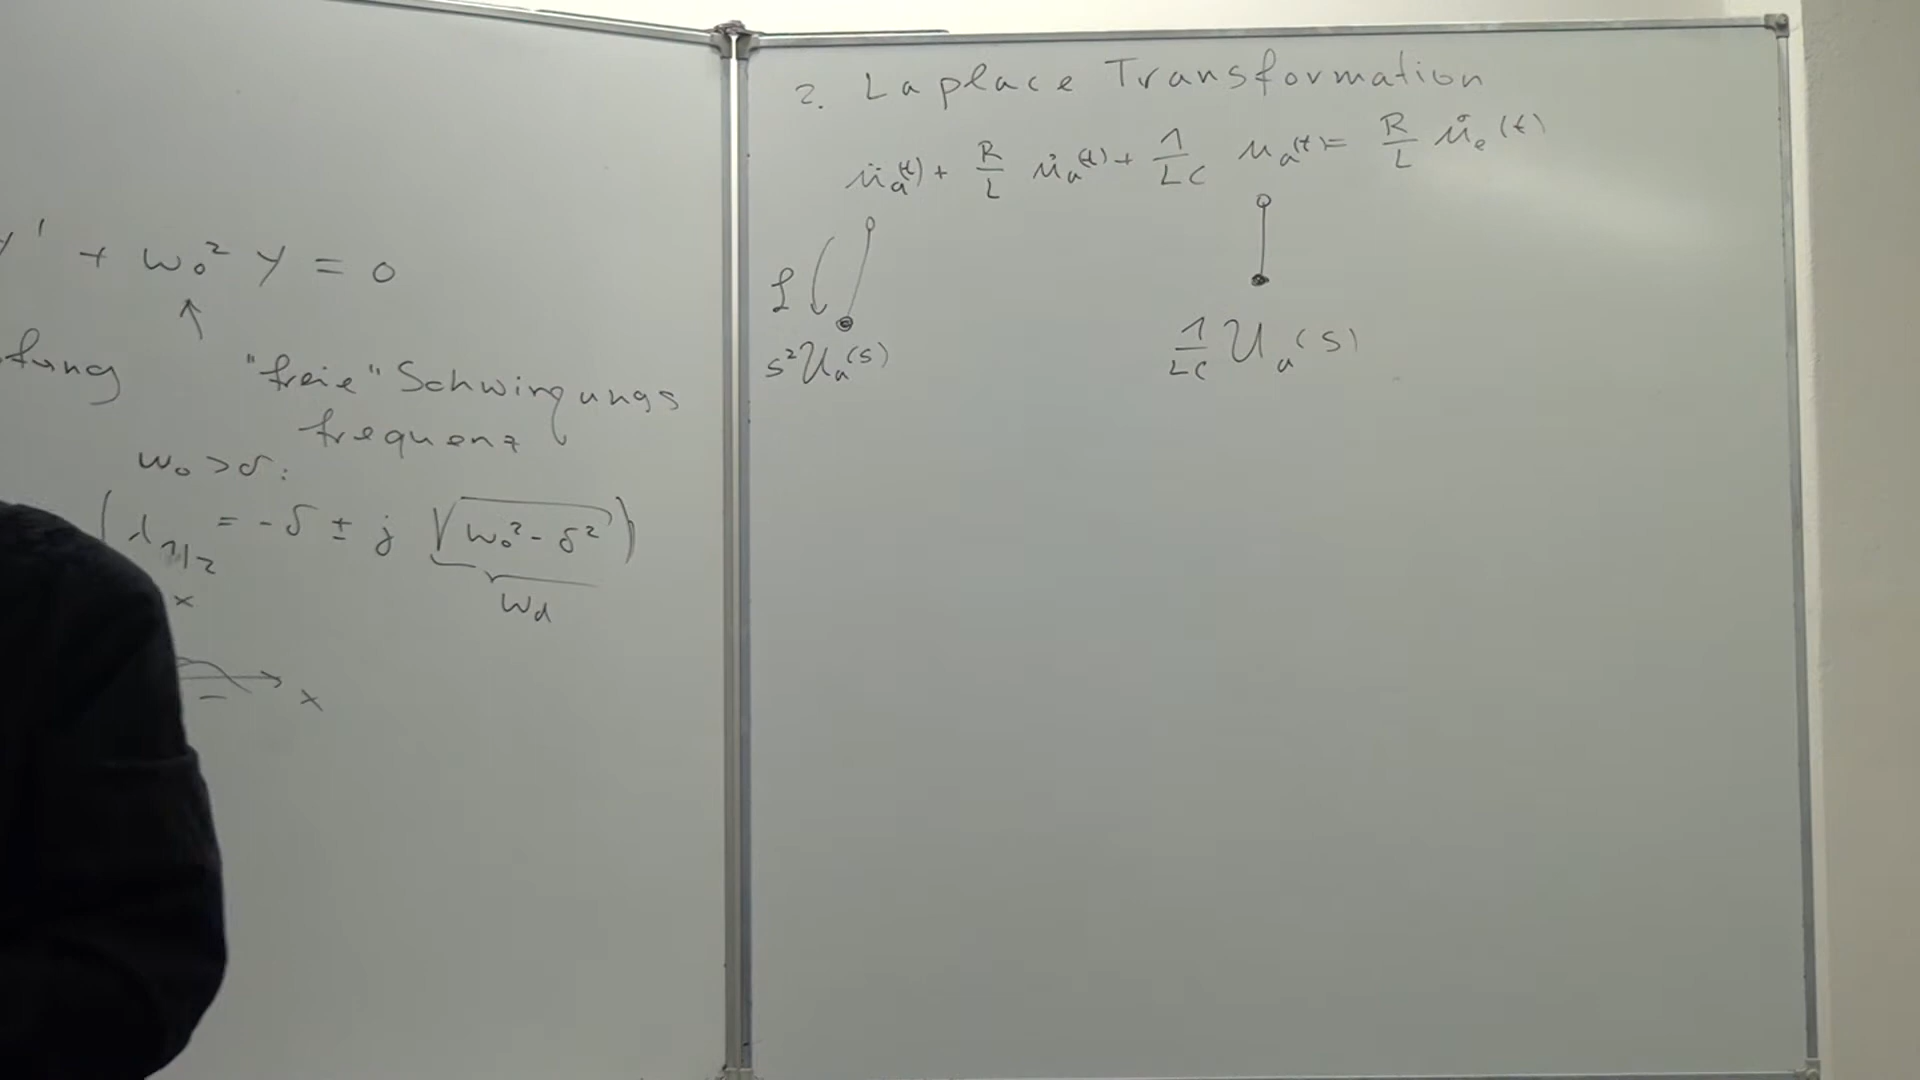 y' + ω₀² y = 0
↑
fung
"freie" Schwingungs
frequenz
ω₀ > δ:
(λ₁/₂ = -δ ± j √(ω₀² - δ²))
ω_d
x
x
2. Laplace Transformation
ü_a(t) + R/L u̇_a(t) + 1/LC u_a(t) = R/L u̇_e(t)
ℒ
s² U_a(s)
1/LC U_a(s)